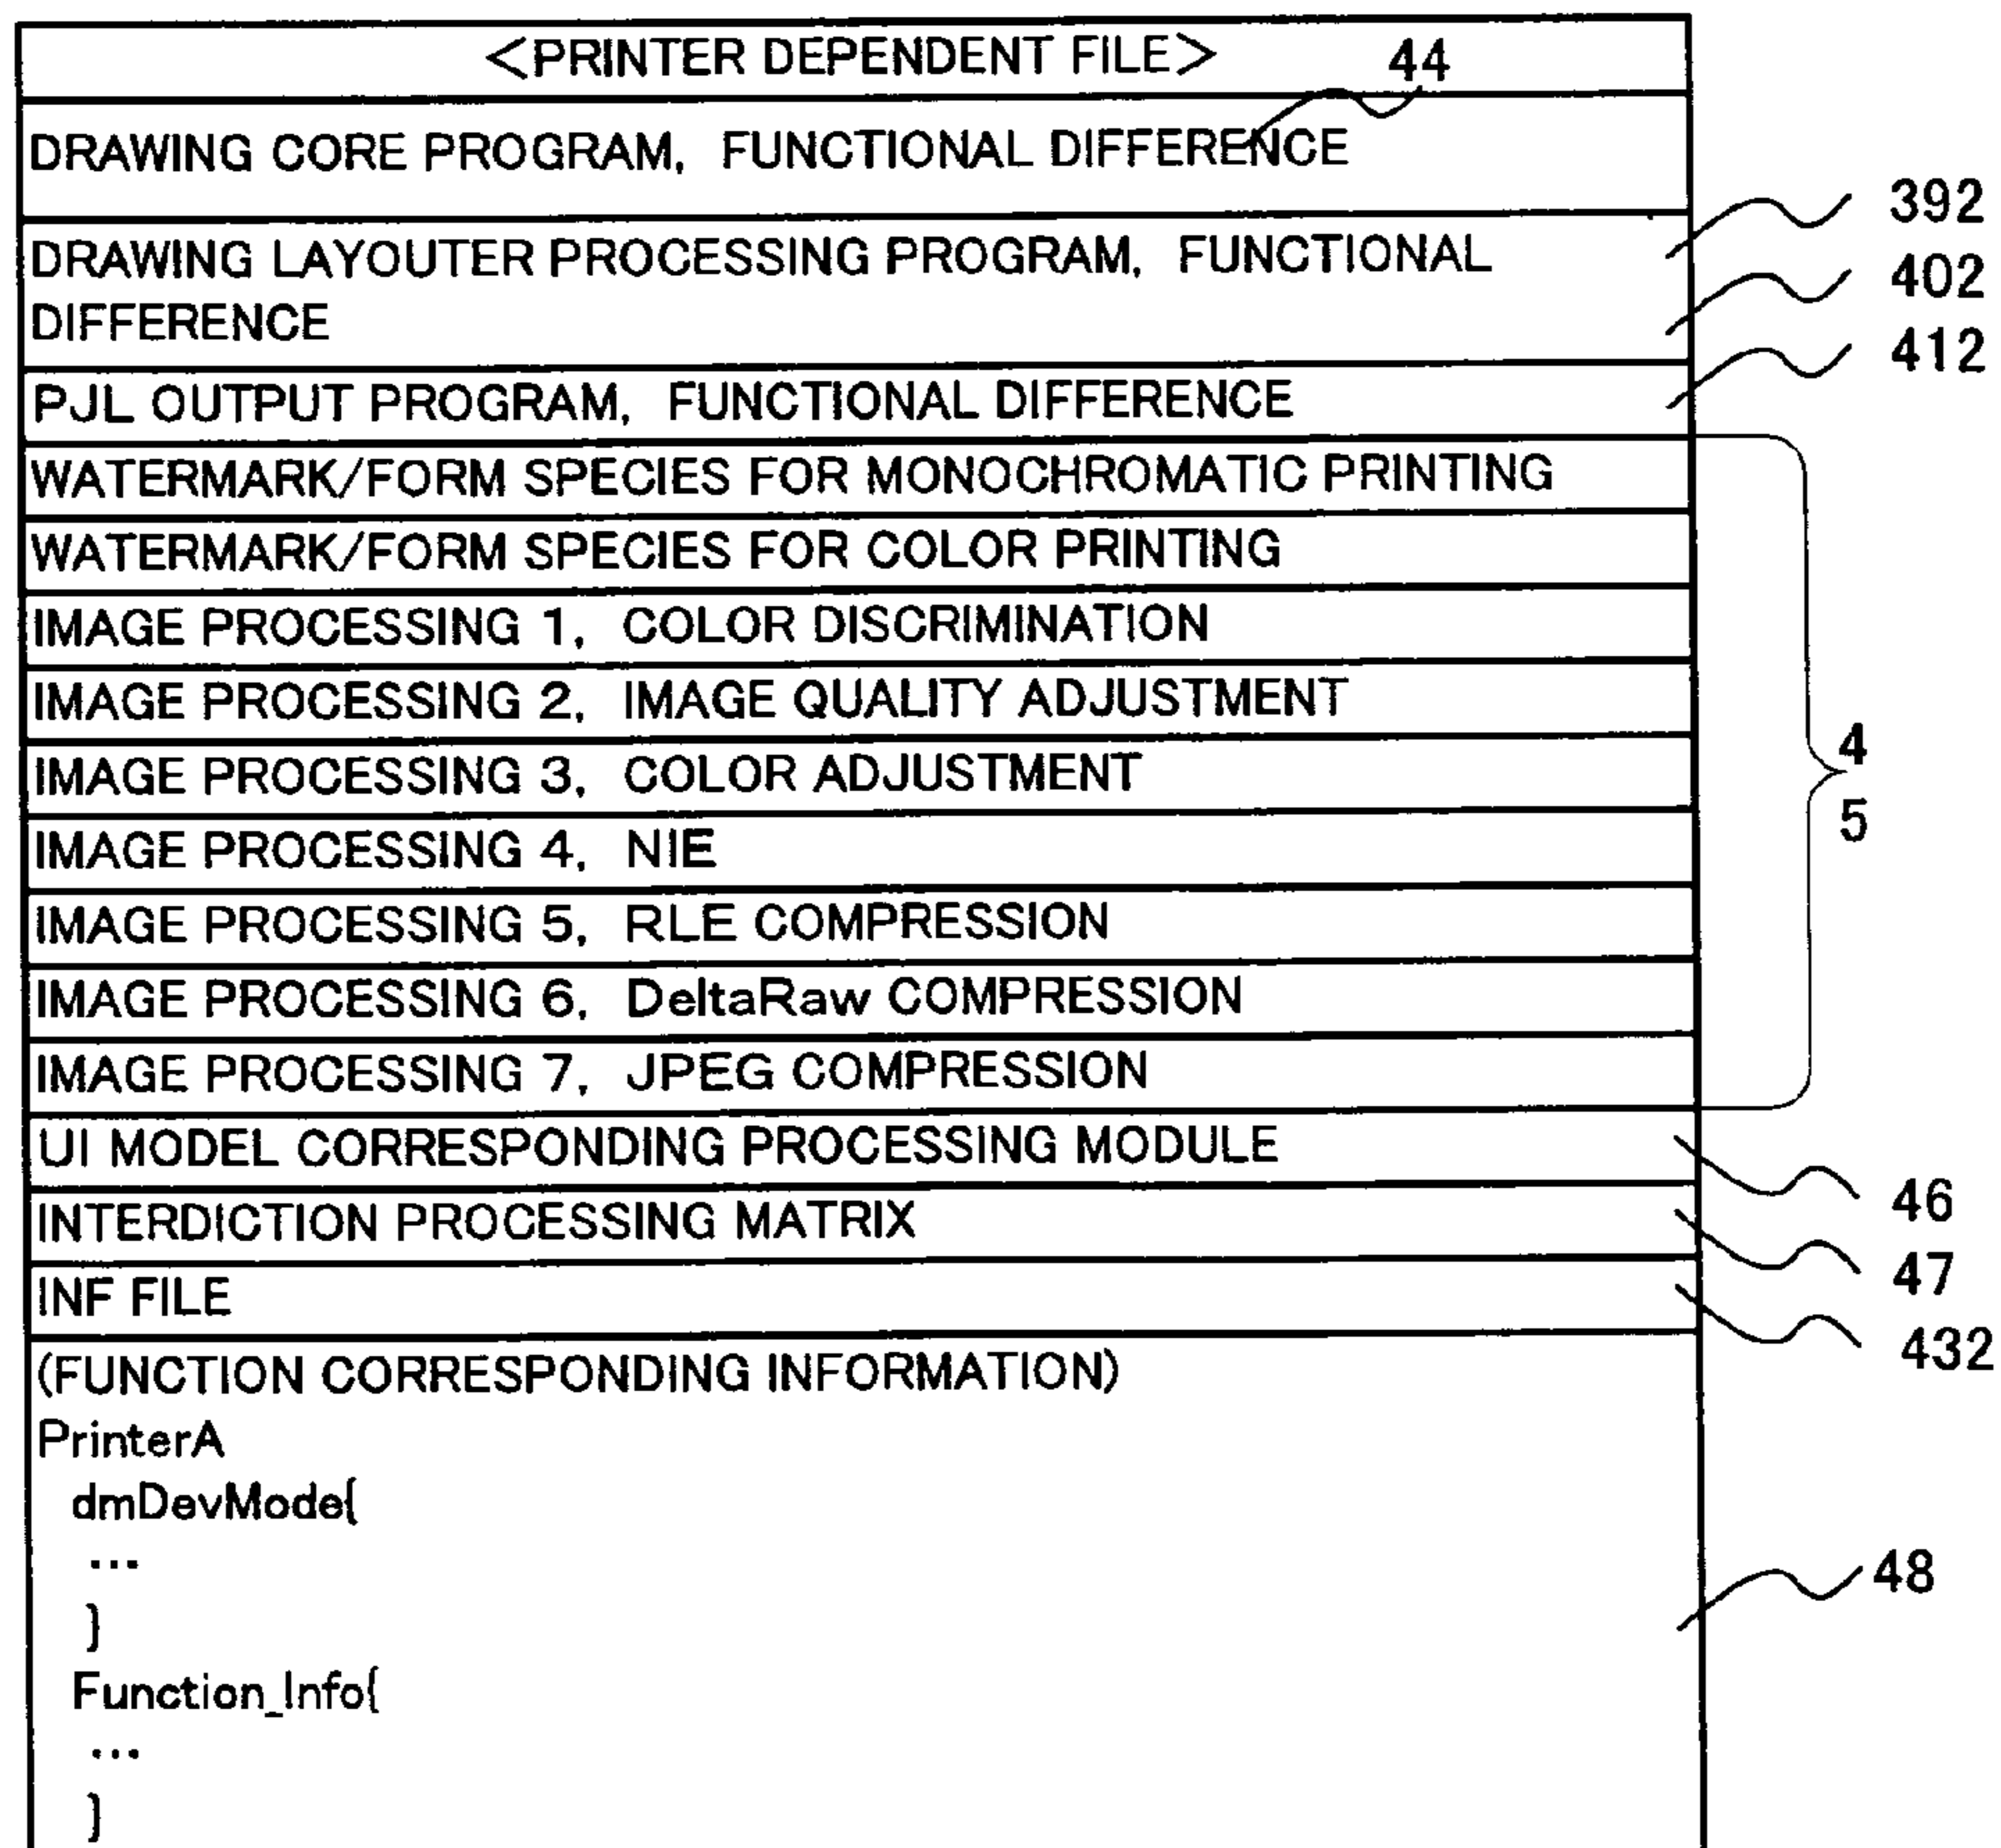 <PRINTER DEPENDENT FILE> 44
DRAWING CORE PROGRAM, FUNCTIONAL DIFFERENCE
392
DRAWING LAYOUTER PROCESSING PROGRAM, FUNCTIONAL
402
DIFFERENCE
412
PJL OUTPUT PROGRAM, FUNCTIONAL DIFFERENCE
WATERMARK/FORM SPECIES FOR MONOCHROMATIC PRINTING
WATERMARK/FORM SPECIES FOR COLOR PRINTING
IMAGE PROCESSING 1, COLOR DISCRIMINATION
IMAGE PROCESSING 2, IMAGE QUALITY ADJUSTMENT
IMAGE PROCESSING 3, COLOR ADJUSTMENT
4
5
IMAGE PROCESSING 4, NIE
IMAGE PROCESSING 5, RLE COMPRESSION
IMAGE PROCESSING 6, DeltaRaw COMPRESSION
IMAGE PROCESSING 7, JPEG COMPRESSION
UI MODEL CORRESPONDING PROCESSING MODULE
46
INTERDICTION PROCESSING MATRIX
47
INF FILE
432
(FUNCTION CORRESPONDING INFORMATION)
PrinterA
dmDevMode{
...
}
48
Function_Info{
...
}